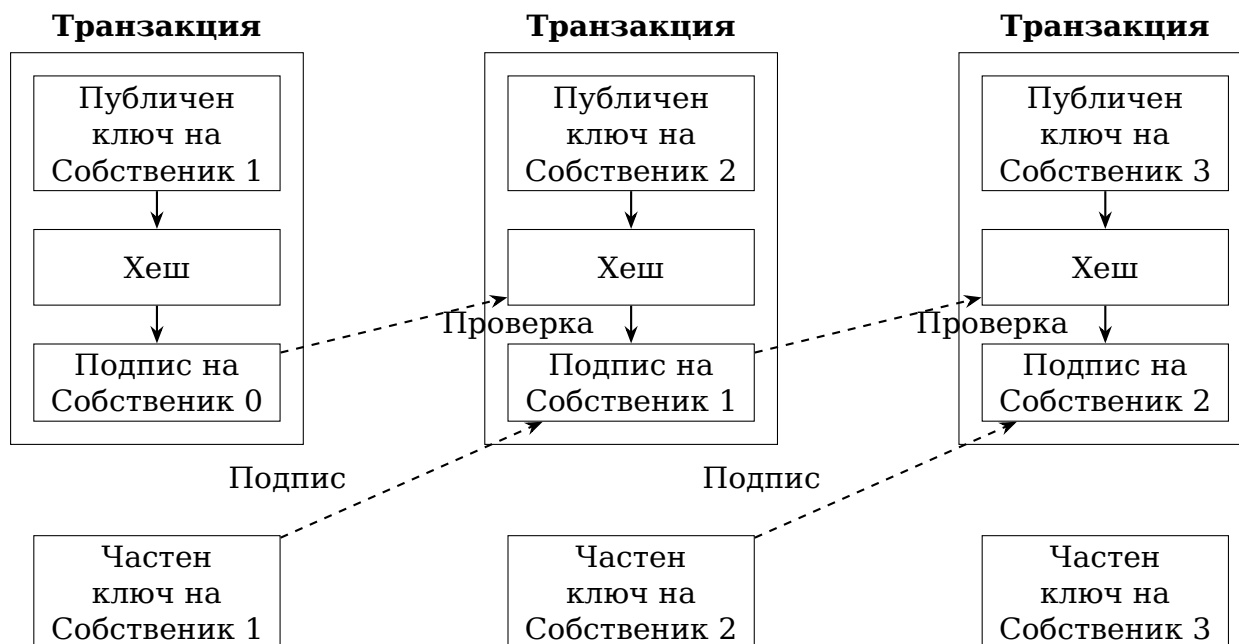 Транзакция
Публичен
ключ на
Собственик 1
Хеш
Подпис на
Собственик 0
Транзакция
Публичен
ключ на
Собственик 2
Хеш
Проверка
Подпис на
Собственик 1
Транзакция
Публичен
ключ на
Собственик 3
Хеш
Проверка
Подпис на
Собственик 2
Подпис
Подпис
Частен
ключ на
Собственик 1
Частен
ключ на
Собственик 2
Частен
ключ на
Собственик 3